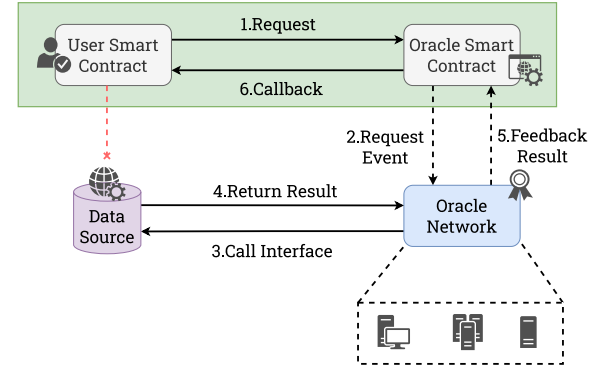 1.Request
User Smart
Contract
Oracle Smart
Contract
6.Callback
2.Request
Event
5.Feedback
Result
4.Return Result
Data
Source
Oracle
Network
3.Call Interface